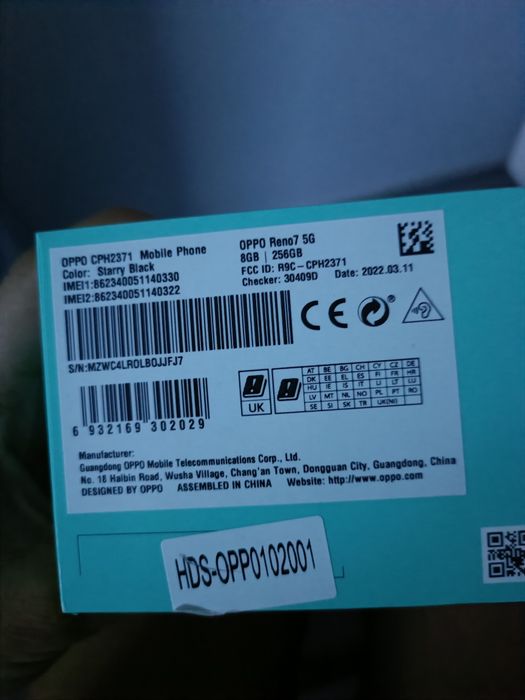 OPPO CPH2371 Mobile Phone
Color: Starry Black
IMEI1:862340051140330
IMEI2:862340051140322
OPPO Reno7 5G
8GB | 256GB
FCC ID: R9C-CPH2371
Checker: 30409D Date: 2022.03.11
CE
S/N:MZWC4LROLBOJJFJ7
6 932169 302029
UK
AT BE BG CH CY CZ DE
DK EE EL ES FI FR HR
HU IE IS IT LI LT LU
LV MT NL NO PL PT RO
SE SI SK TR UK(NI)
Manufacturer:
Guangdong OPPO Mobile Telecommunications Corp., Ltd.
No. 18 Haibin Road, Wusha Village, Chang'an Town, Dongguan City, Guangdong, China
DESIGNED BY OPPO ASSEMBLED IN CHINA Website: http://www.oppo.com
HDS-OPP0102001